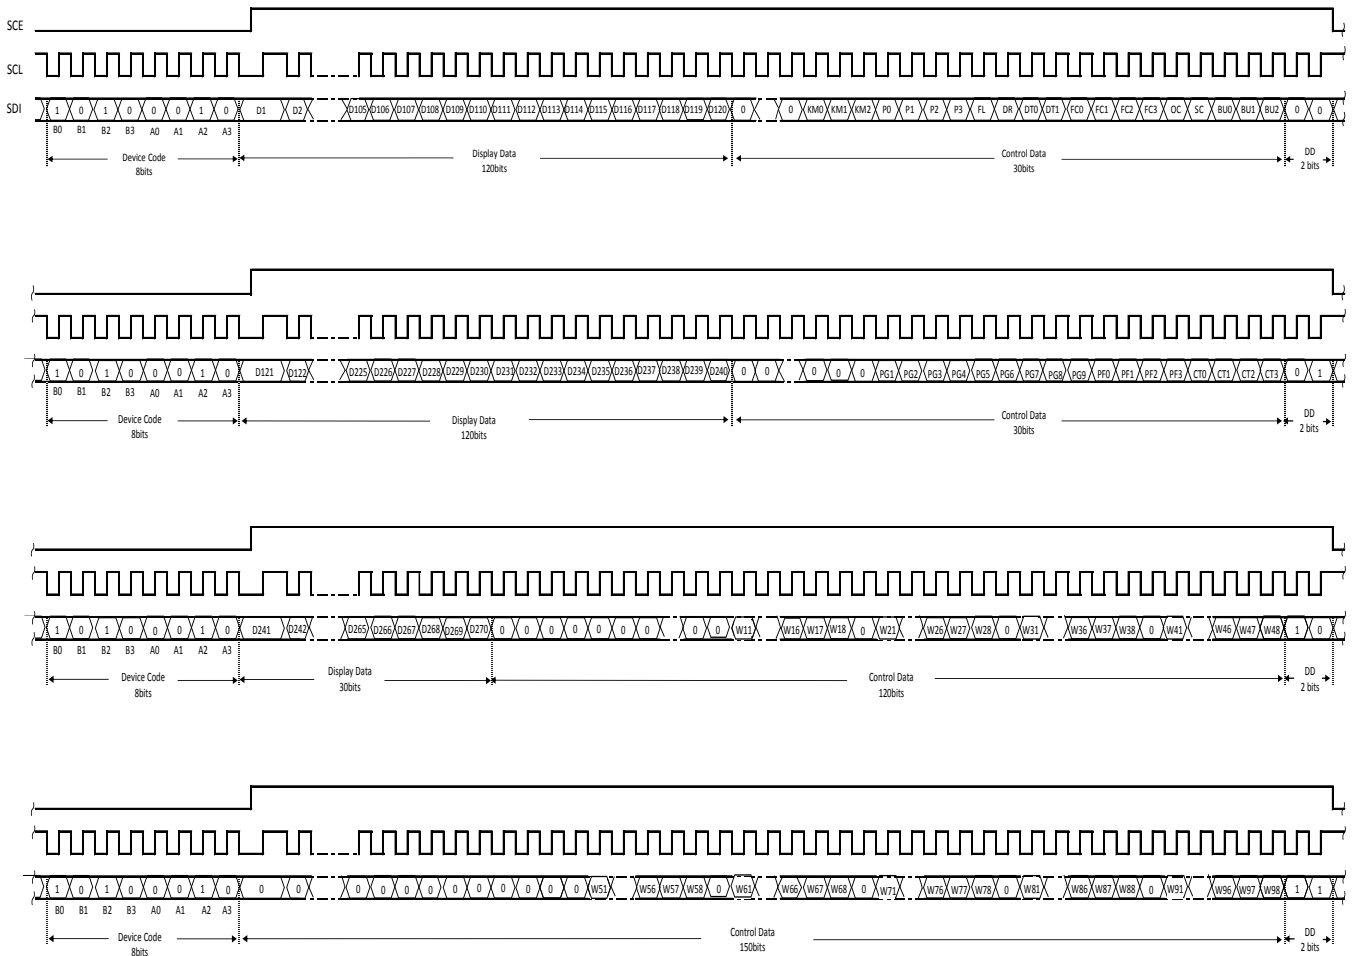 SCE
SCL
SDI 1 0 1 0 0 0 1 0 D1 D2 D105 D106 D107 D108 D109 D110 D111 D112 D113 D114 D115 D116 D117 D118 D119 D120 0 0 KM0 KM1 KM2 P0 P1 P2 P3 FL DR DT0 DT1 FC0 FC1 FC2 FC3 OC SC BU0 BU1 BU2 0 0
B0 B1 B2 B3 A0 A1 A2 A3
Device Code Display Data Control Data DD
8bits 120bits 30bits 2 bits
1 0 1 0 0 0 1 0 D121 D122 D225 D226 D227 D228 D229 D230 D231 D232 D233 D234 D235 D236 D237 D238 D239 D240 0 0 0 0 0 PG1 PG2 PG3 PG4 PG5 PG6 PG7 PG8 PG9 PF0 PF1 PF2 PF3 CT0 CT1 CT2 CT3 0 1
B0 B1 B2 B3 A0 A1 A2 A3
Device Code Display Data Control Data DD
8bits 120bits 30bits 2 bits
1 0 1 0 0 0 1 0 D241 D242 D265 D266 D267 D268 D269 D270 0 0 0 0 0 0 0 0 0 W11 W16 W17 W18 0 W21 W26 W27 W28 0 W31 W36 W37 W38 0 W41 W46 W47 W48 1 0
B0 B1 B2 B3 A0 A1 A2 A3
Device Code Display Data Control Data DD
8bits 30bits 120bits 2 bits
1 0 1 0 0 0 1 0 0 0 0 0 0 0 0 0 0 0 0 0 W51 W56 W57 W58 0 W61 W66 W67 W68 0 W71 W76 W77 W78 0 W81 W86 W87 W88 0 W91 W96 W97 W98 1 1
B0 B1 B2 B3 A0 A1 A2 A3
Device Code Control Data DD
8bits 150bits 2 bits